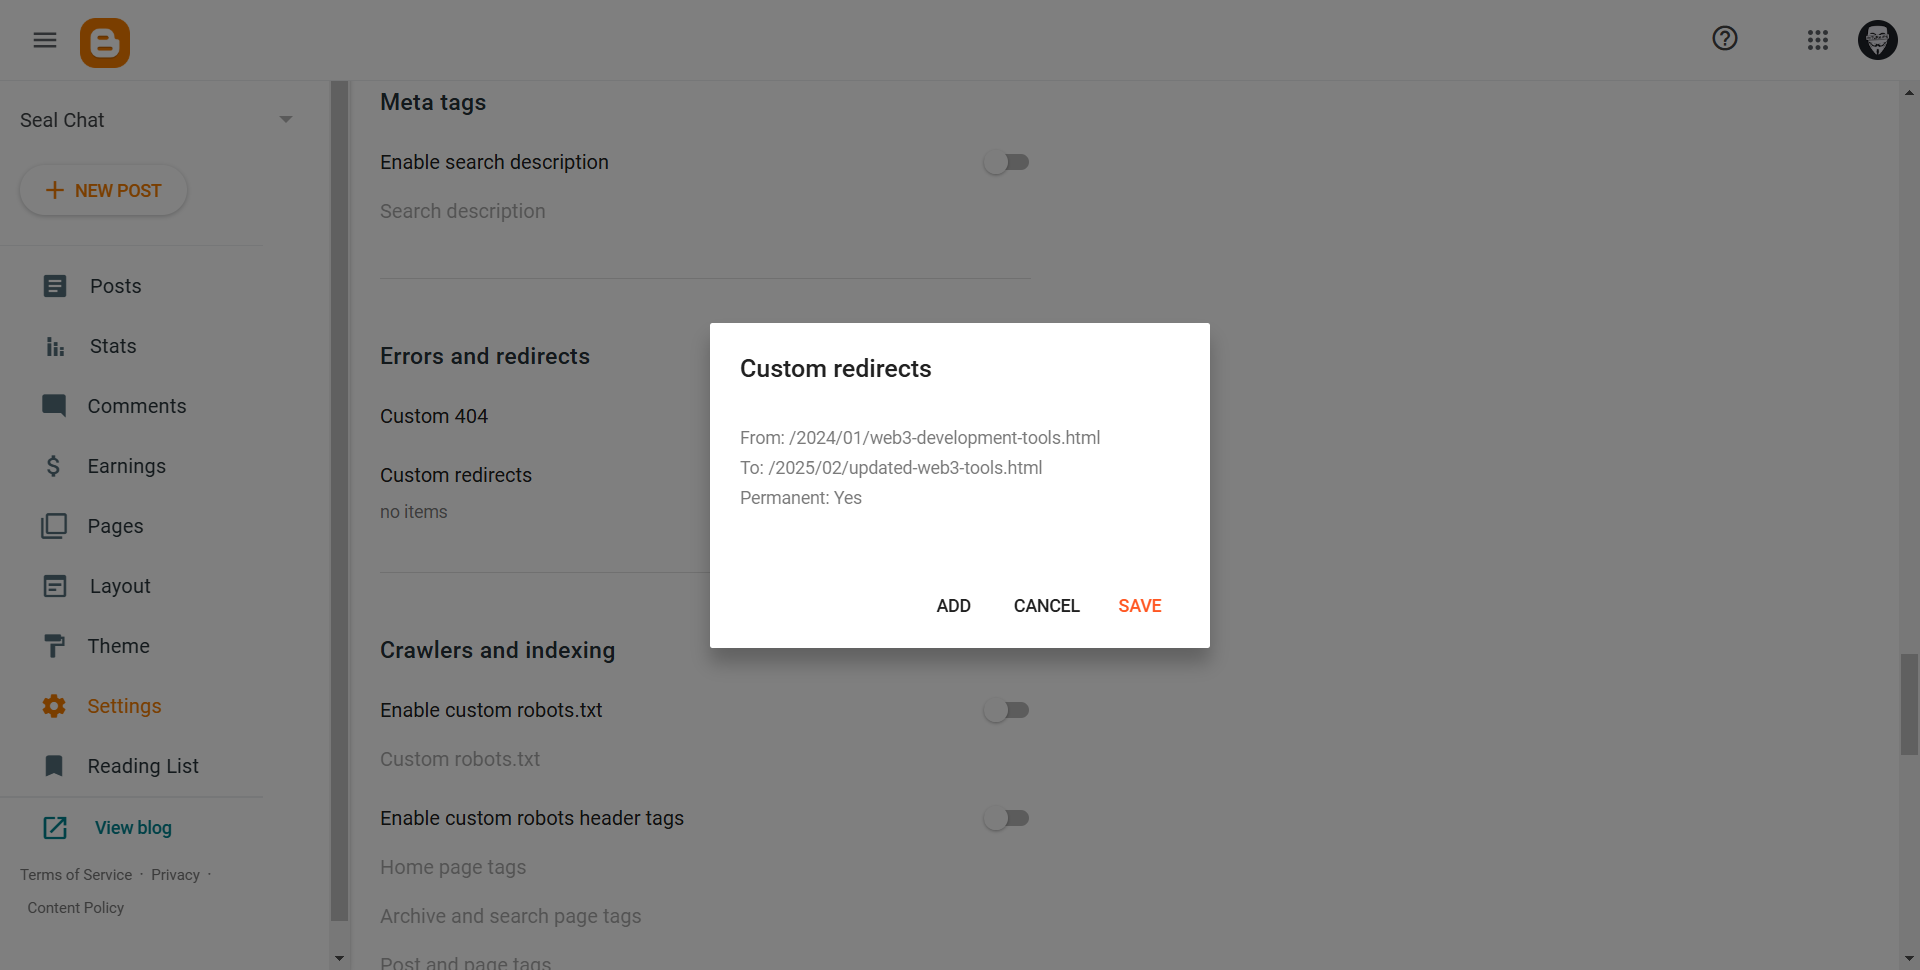 Seal Chat
NEW POST
Posts
Stats
Comments
Earnings
Pages
Layout
Theme
Settings
Reading List
View blog
Terms of Service · Privacy ·
Content Policy
Meta tags
Enable search description
Search description
Errors and redirects
Custom 404
Custom redirects
no items
Crawlers and indexing
Enable custom robots.txt
Custom robots.txt
Enable custom robots header tags
Home page tags
Archive and search page tags
Post and page tags
Custom redirects
From: /2024/01/web3-development-tools.html
To: /2025/02/updated-web3-tools.html
Permanent: Yes
ADD CANCEL SAVE